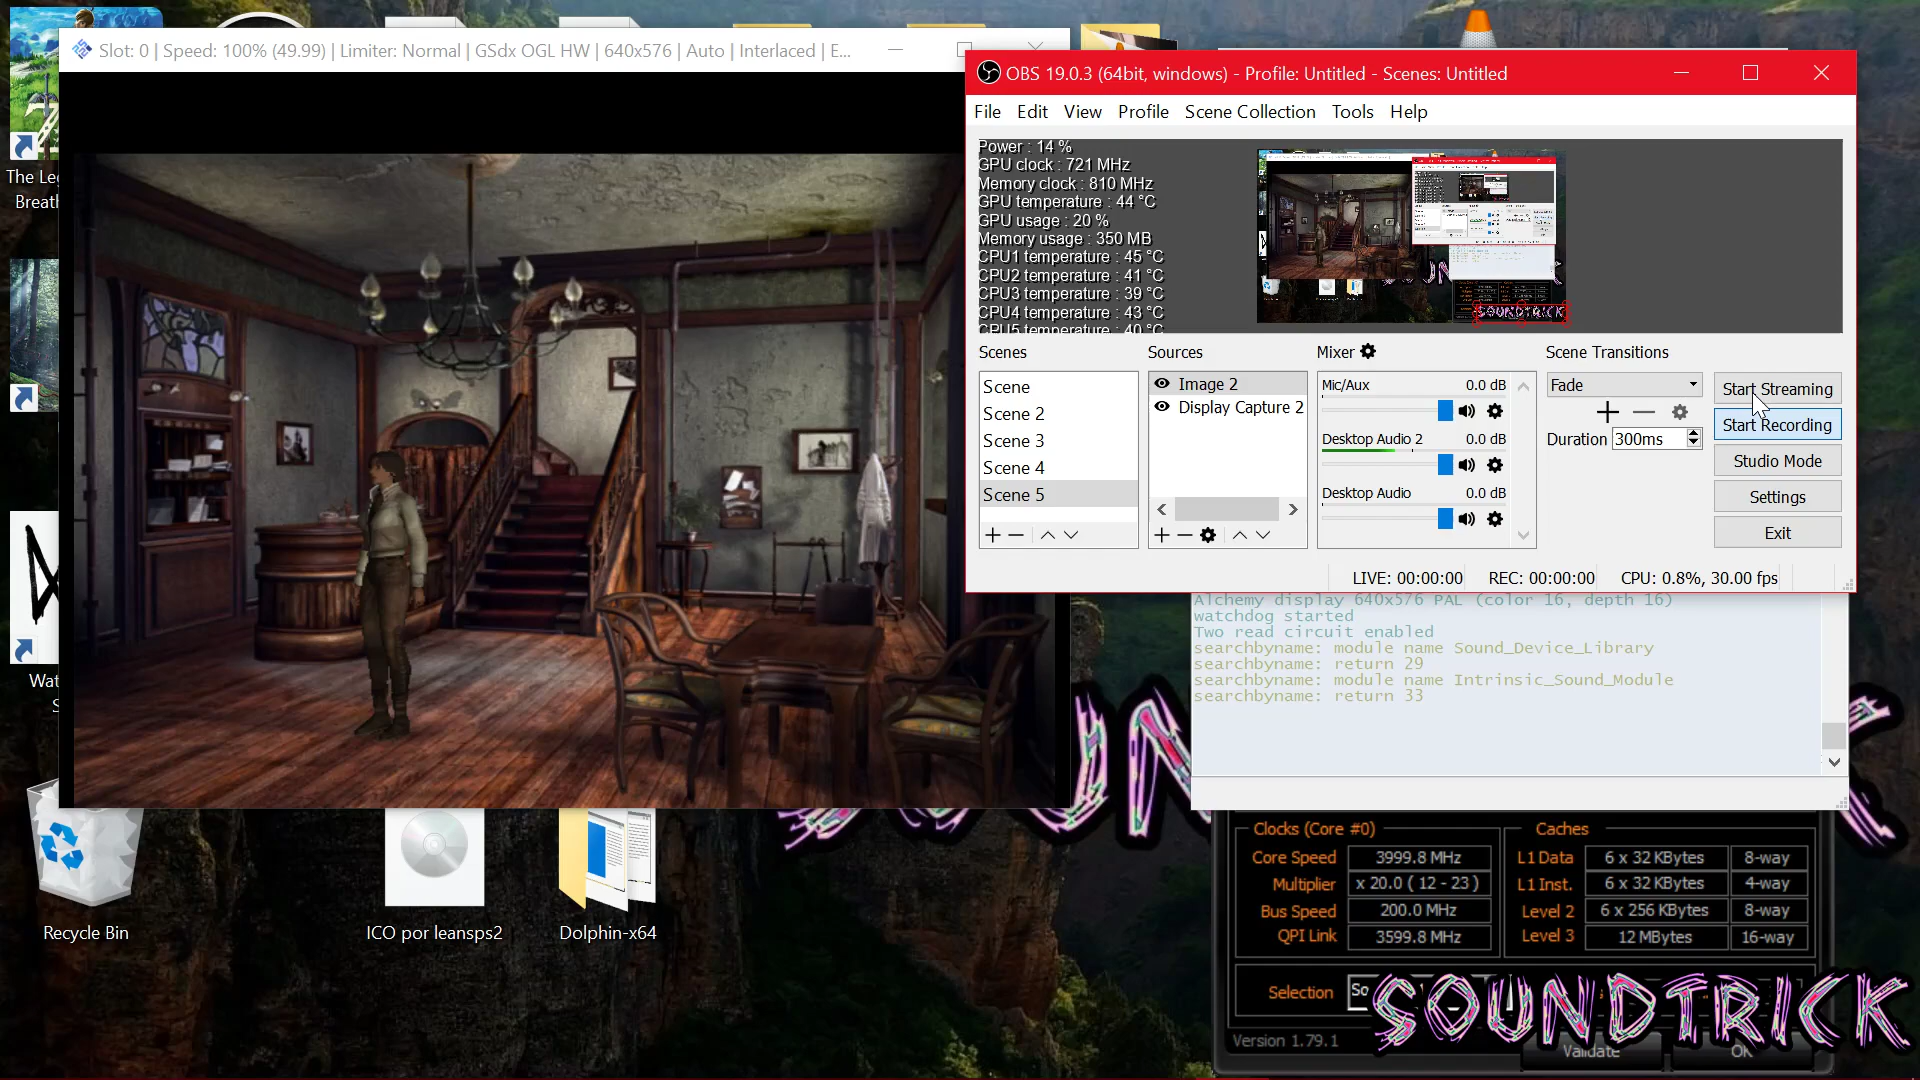 Slot: 0 | Speed: 100% (49.99) | Limiter: Normal | GSdx OGL HW | 640x576 | Auto | Interlaced | E...
OBS 19.0.3 (64bit, windows) - Profile: Untitled - Scenes: Untitled
File Edit View Profile Scene Collection Tools Help
Power : 14 %
GPU clock : 721 MHz
Memory clock : 810 MHz
GPU temperature : 44 °C
GPU usage : 20 %
Memory usage : 350 MB
CPU1 temperature : 45 °C
CPU2 temperature : 41 °C
CPU3 temperature : 39 °C
CPU4 temperature : 43 °C
CPU5 temperature : 40 °C
SOUNDTRICK
Scenes
Scene
Scene 2
Scene 3
Scene 4
Scene 5
Sources
Image 2
Display Capture 2
Mixer
Mic/Aux 0.0 dB
Desktop Audio 2 0.0 dB
Desktop Audio 0.0 dB
Scene Transitions
Fade
Duration 300ms
Start Streaming
Start Recording
Studio Mode
Settings
Exit
LIVE: 00:00:00 REC: 00:00:00 CPU: 0.8%, 30.00 fps
Alchemy display 640x576 PAL (color 16, depth 16)
watchdog started
Two read circuit enabled
searchbyname: module name Sound_Device_Library
searchbyname: return 29
searchbyname: module name Intrinsic_Sound_Module
searchbyname: return 33
The Le
Breath
Wat
S
Recycle Bin
ICO por leansps2
Dolphin-x64
Clocks (Core #0)
Core Speed 3999.8 MHz
Multiplier x 20.0 ( 12 - 23 )
Bus Speed 200.0 MHz
QPI Link 3599.8 MHz
Caches
L1 Data 6 x 32 KBytes 8-way
L1 Inst. 6 x 32 KBytes 4-way
Level 2 6 x 256 KBytes 8-way
Level 3 12 MBytes 16-way
Selection So
Version 1.79.1
Validate
OK
SOUNDTRICK